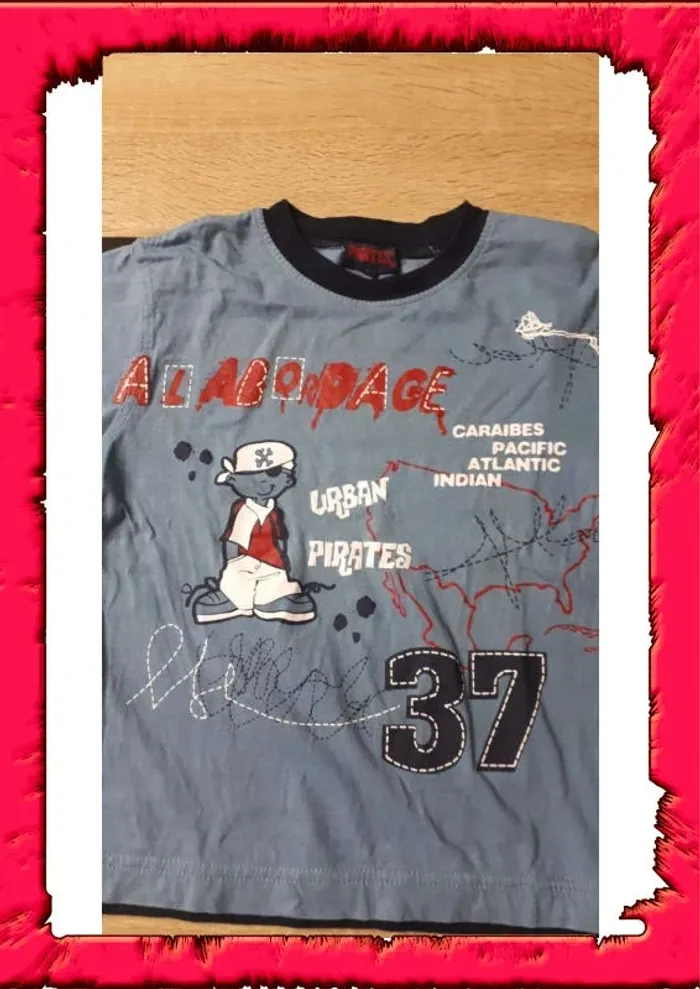 A L ABORDAGE
CARAIBES
PACIFIC
ATLANTIC
INDIAN
URBAN
PIRATES
37